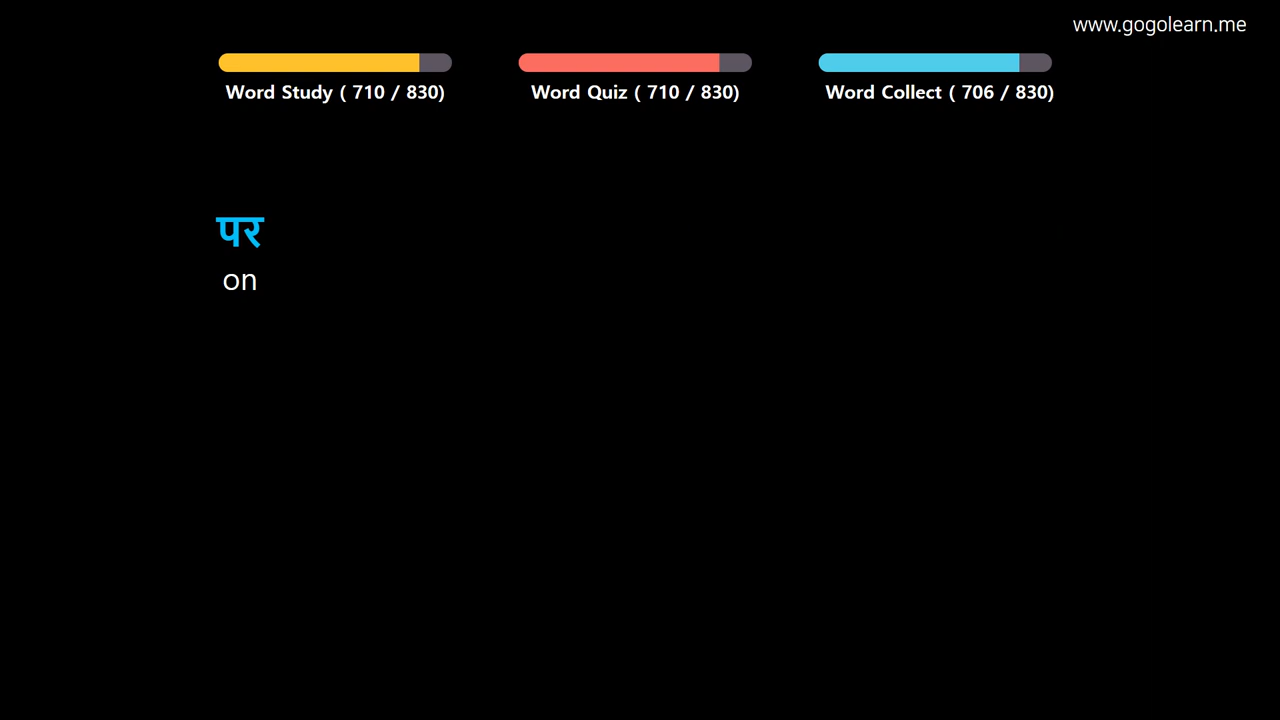 www.gogolearn.me
Word Study ( 710 / 830)
Word Quiz ( 710 / 830)
Word Collect ( 706 / 830)
पर
on